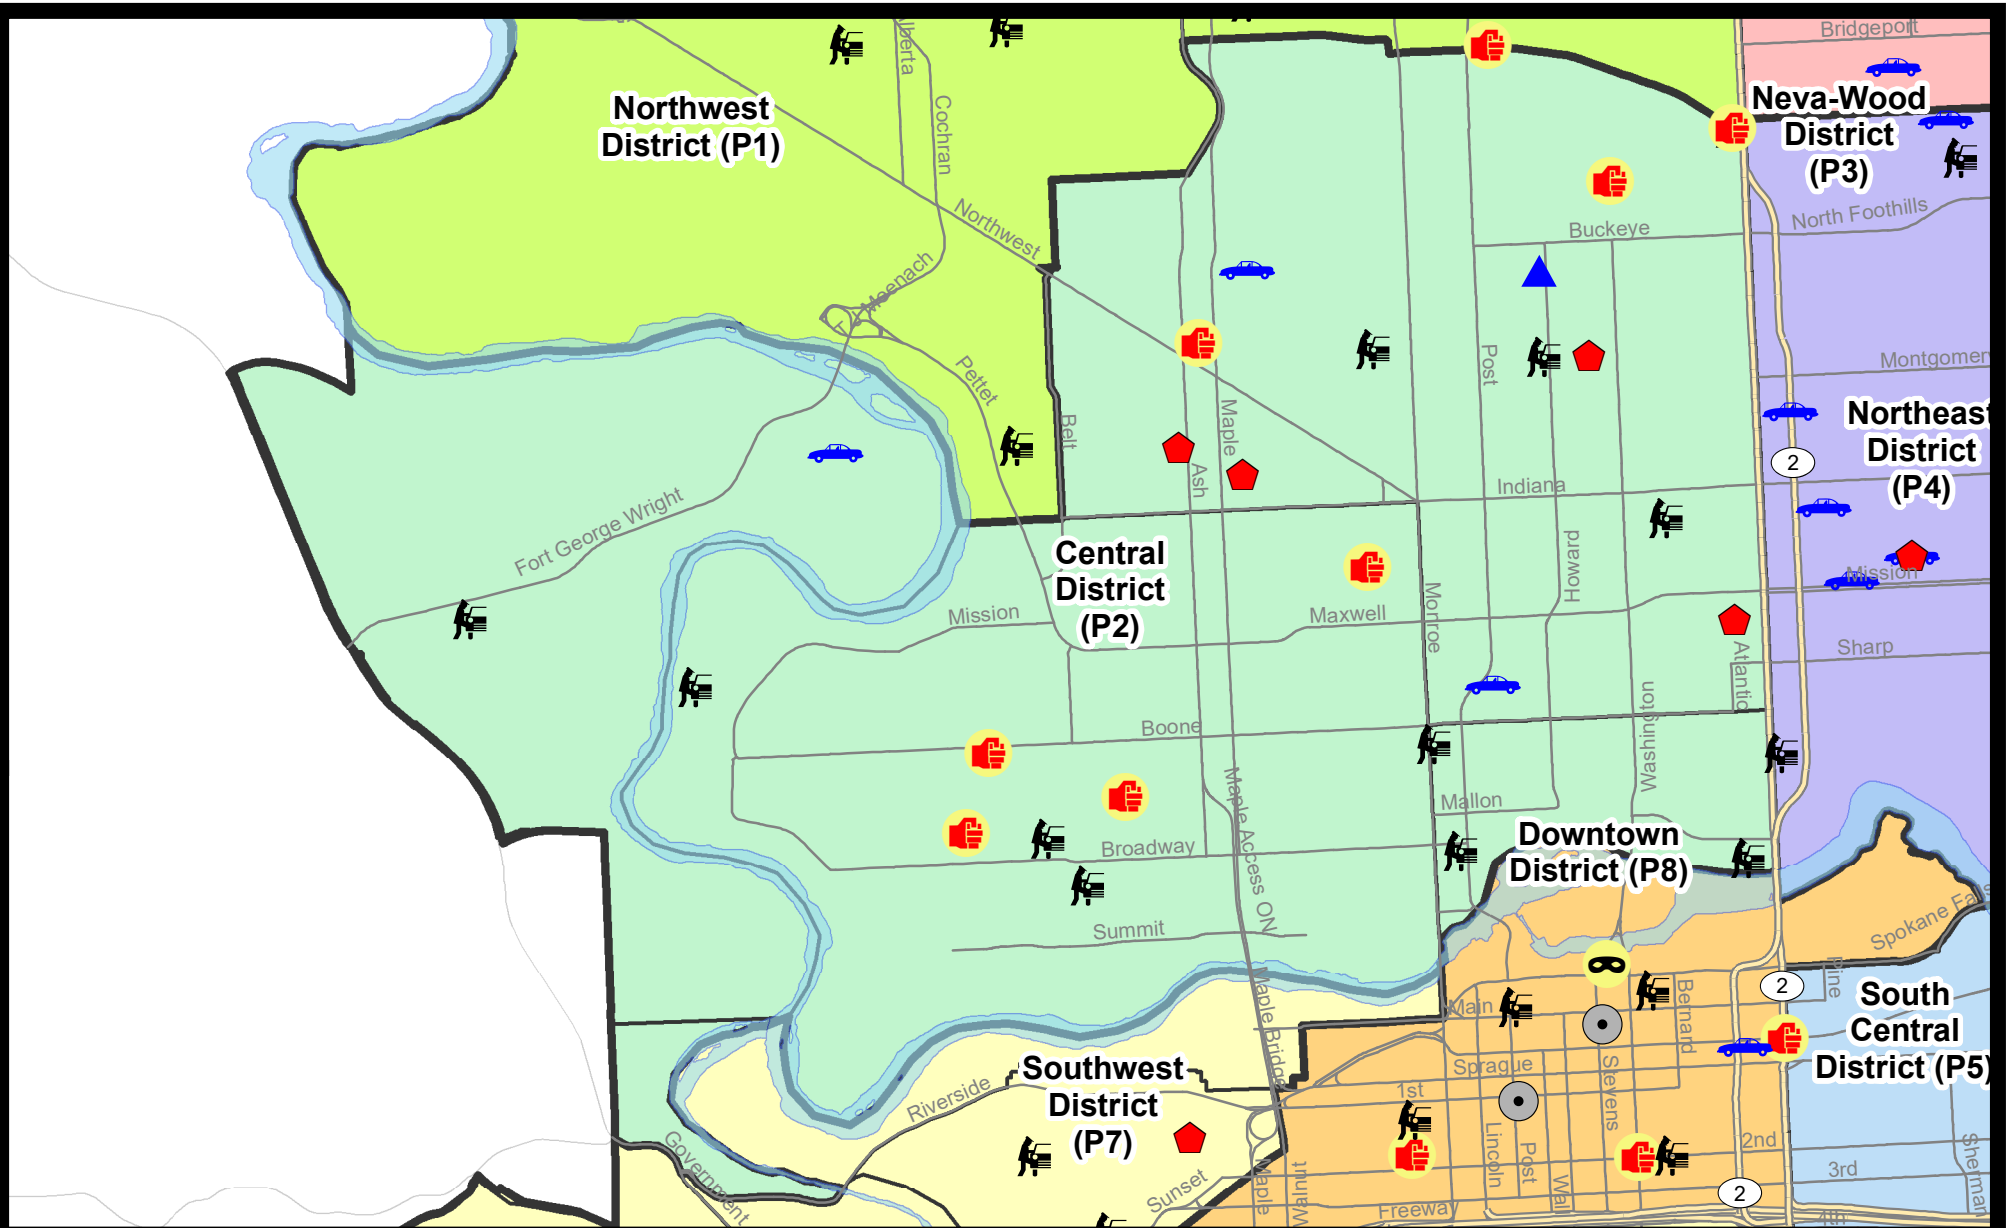 Bridgeport
Alberta
Cochran
Northwest
District (P1)
Neva-Wood
District
(P3)
North Foothills
Buckeye
Northwest
T J Meenach
Pettet
Post
Montgomery
Maple
Belt
Ash
Northeast
District
(P4)
2
Indiana
Fort George Wright
Howard
Central
District
(P2)
Mission
Mission
Maxwell
Monroe
Atlantic
Sharp
Washington
Boone
Mallon
Maple Access ON
Broadway
Downtown
District (P8)
Summit
Spokane Fa
Pine
2
Main
Bernard
South
Central
District (P5)
Maple Bridge
Southwest
District
(P7)
Riverside
Sprague
1st
Stevens
Government
Lincoln
Post
Wall
2nd
3rd
Sherman
Sunset
Maple
Walnut
2
Freeway
4th